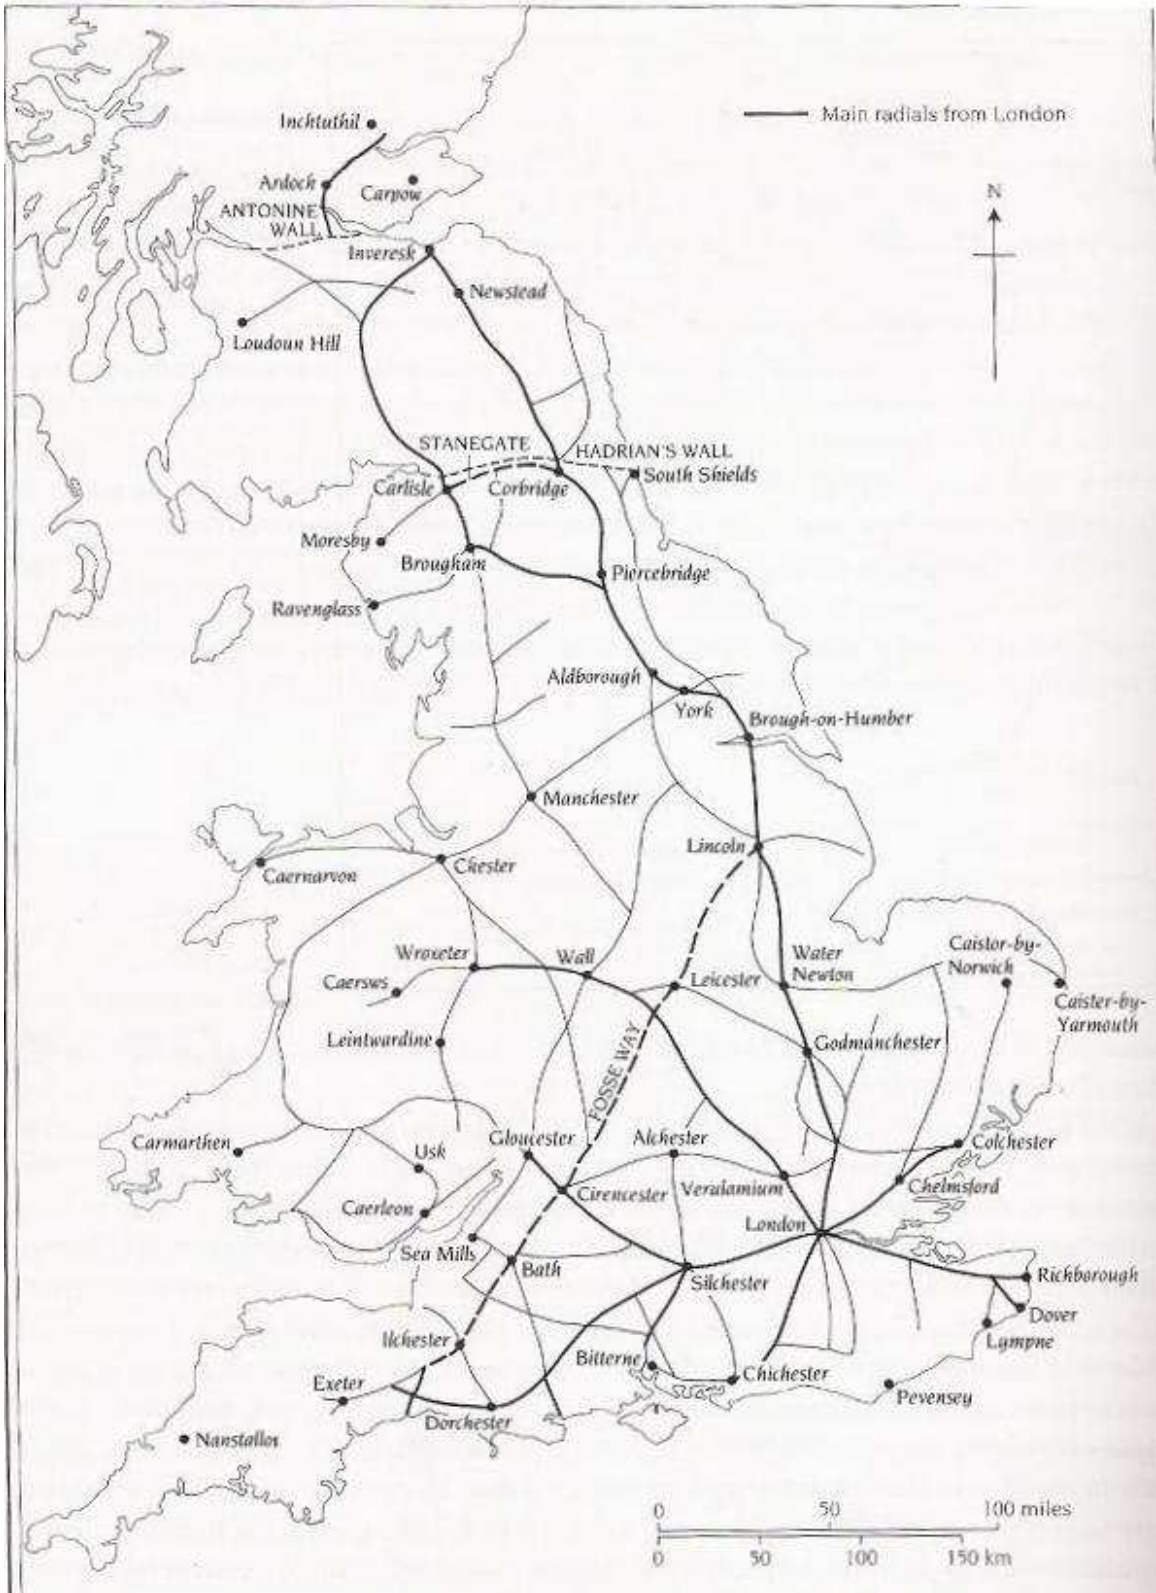 Main radials from London
N
Inchtuthil
Ardoch
Carpow
ANTONINE
WALL
Inveresk
Newstead
Loudoun Hill
STANEGATE
HADRIAN'S WALL
South Shields
Carlisle
Corbridge
Moresby
Brougham
Piercebridge
Ravenglass
Aldborough
York
Brough-on-Humber
Manchester
Lincoln
Chester
Caernarvon
Wroxeter
Wall
Water
Newton
Caistor-by-
Norwich
Caersws
Leicester
Caister-by-
Yarmouth
Leintwardine
FOSSE WAY
Godmanchester
Carmarthen
Usk
Gloucester
Alchester
Colchester
Caerleon
Cirencester
Verulamium
Chelmsford
London
Sea Mills
Bath
Silchester
Richborough
Dover
Lympne
Ilchester
Bitterne
Chichester
Exeter
Dorchester
Pevensey
Nanstallon
0 50 100 miles
0 50 100 150 km